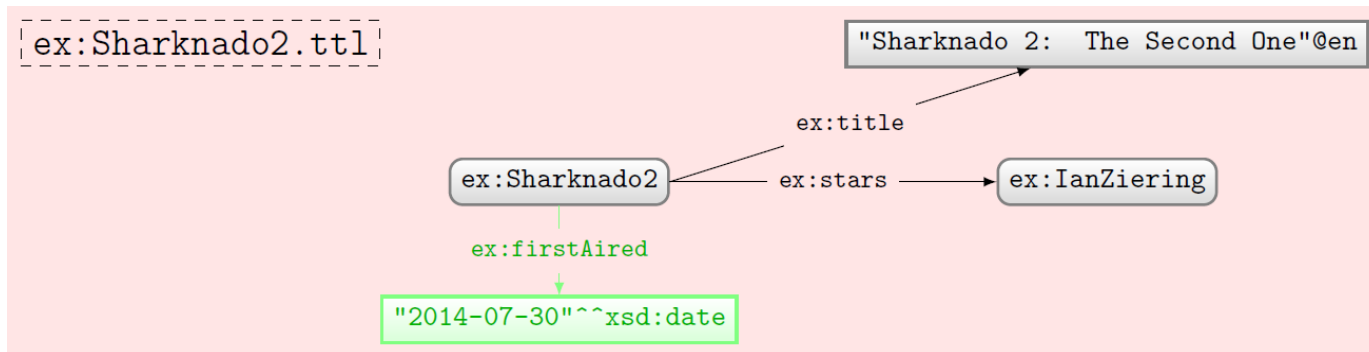 ex:Sharknado2.ttl
"Sharknado 2: The Second One"@en
ex:title
ex:Sharknado2
ex:stars
ex:IanZiering
ex:firstAired
"2014-07-30"^^xsd:date